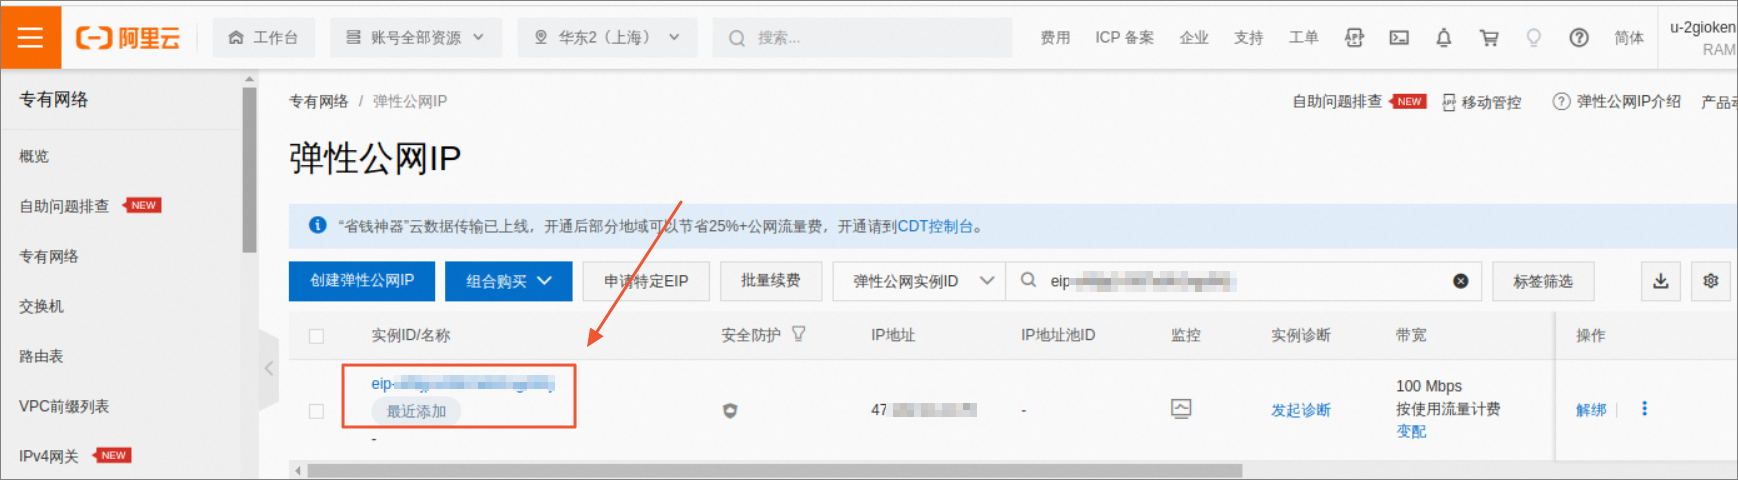 阿里云
工作台
账号全部资源
华东2（上海）
搜索...
费用
ICP 备案
企业
支持
工单
简体
u-2gioken
RAM
专有网络
概览
自助问题排查 NEW
专有网络
交换机
路由表
VPC前缀列表
IPv4网关 NEW
专有网络 / 弹性公网IP
自助问题排查 NEW
APP 移动管控
弹性公网IP介绍
弹性公网IP
“省钱神器”云数据传输已上线，开通后部分地域可以节省25%+公网流量费，开通请到CDT控制台。
创建弹性公网IP
组合购买
申请特定EIP
批量续费
弹性公网实例ID
eip-
标签筛选
实例ID/名称
安全防护
IP地址
IP地址池ID
监控
实例诊断
带宽
操作
eip-
最近添加
-
47
-
发起诊断
100 Mbps
按使用流量计费
变配
解绑